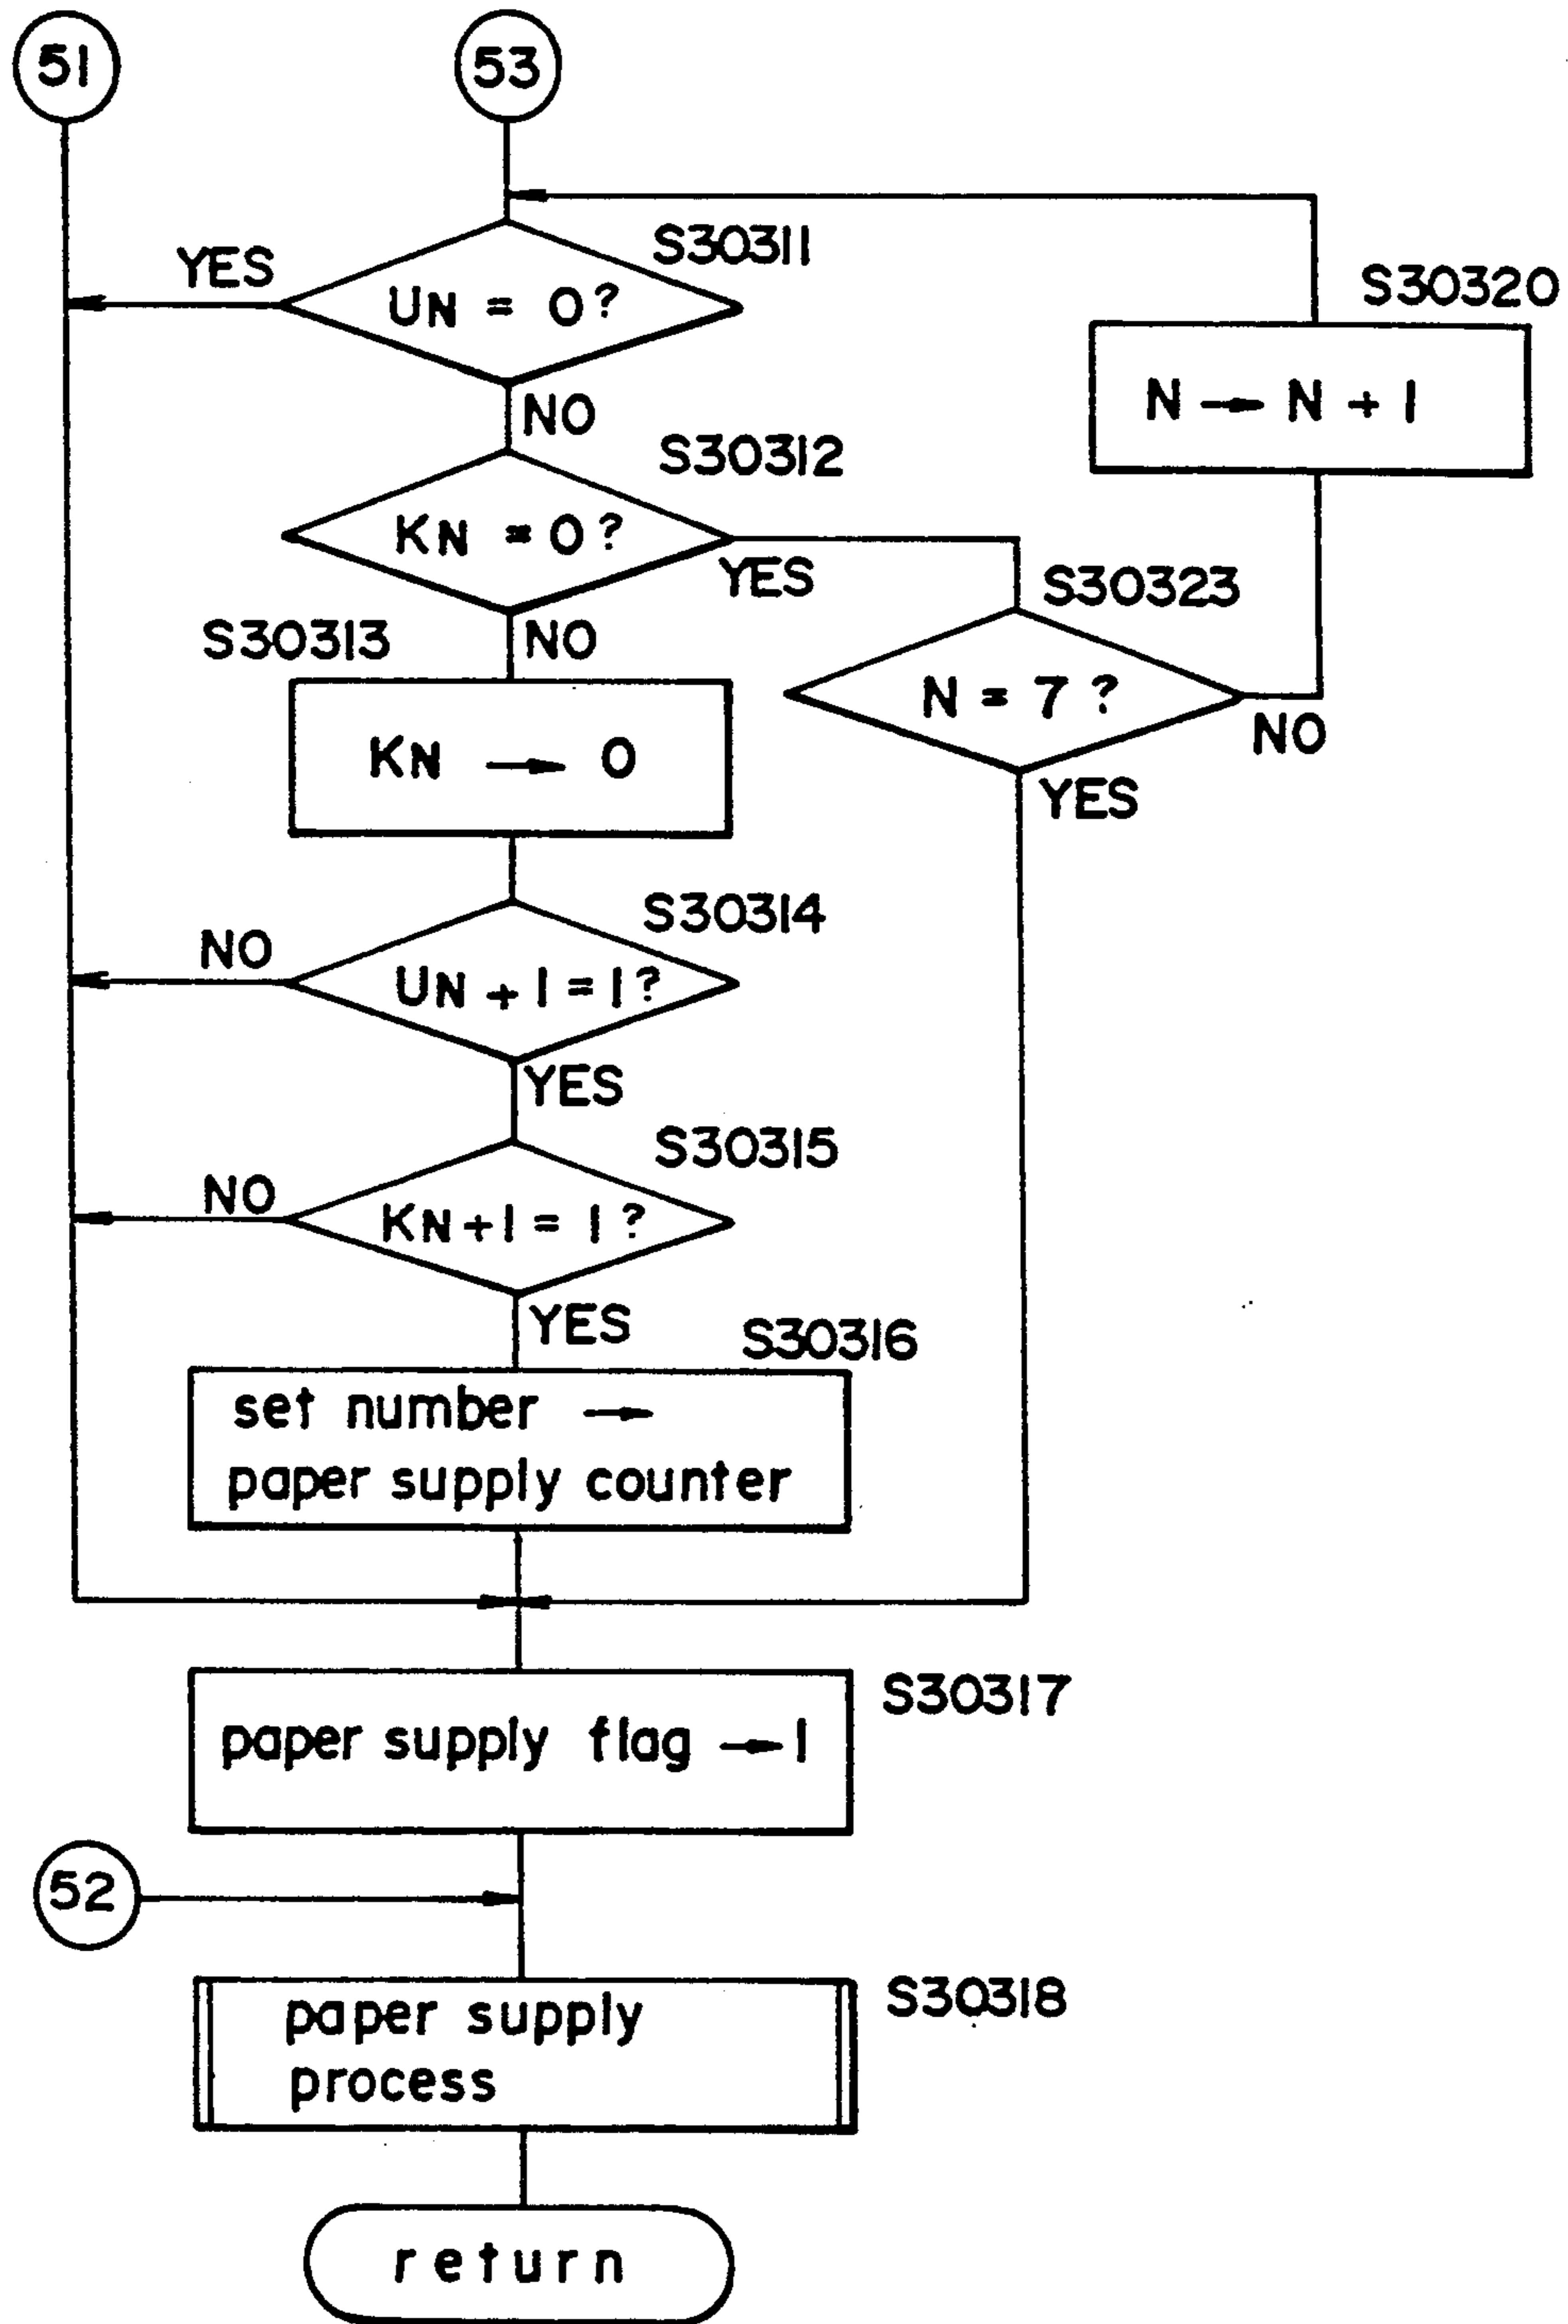 51
53
S30311
YES
UN = 0?
S30320
N → N + 1
NO
S30312
KN = 0?
YES
S30323
S30313
NO
N = 7 ?
NO
KN → 0
YES
S30314
NO
UN + 1 = 1?
YES
S30315
NO
KN+1 = 1?
YES
S30316
set number →
paper supply counter
S30317
paper supply flag → 1
52
S30318
paper supply
process
return